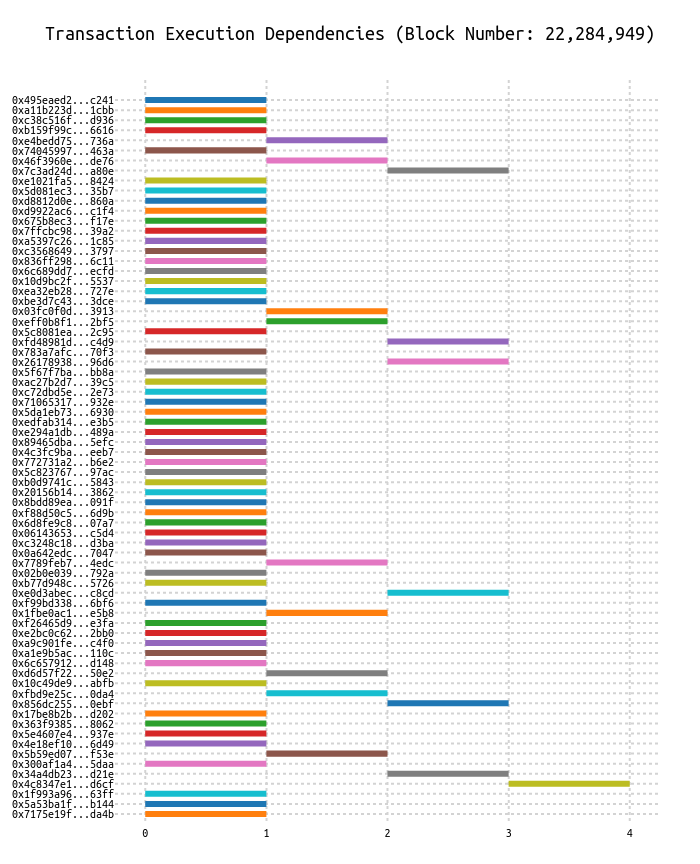 Transaction Execution Dependencies (Block Number: 22,284,949)
0x495eaed2...c241
0xa11b223d...1cbb
0xc38c516f...d936
0xb159f99c...6616
0xe4bedd75...736a
0x74045997...463a
0x46f3960e...de76
0x7c3ad24d...a80e
0xe1021fa5...8424
0x5d081ec3...35b7
0xd8812d0e...860a
0xd9922ac6...c1f4
0x675b8ec3...f17e
0x7ffcbc98...39a2
0xa5397c26...1c85
0xc3568649...3797
0x836ff298...6c11
0x6c689dd7...ecfd
0x10d9bc2f...5537
0xea32eb28...727e
0xbe3d7c43...3dce
0x03fc0f0d...3913
0xeff0b8f1...2bf5
0x5c8081ea...2c95
0xfd48981d...c4d9
0x783a7afc...70f3
0x26178938...96d6
0x5f67f7ba...bb8a
0xac27b2d7...39c5
0xc72dbd5e...2e73
0x71065317...932e
0x5da1eb73...6930
0xedfab314...e3b5
0xe294a1db...489a
0x89465dba...5efc
0x4c3fc9ba...eeb7
0x772731a2...b6e2
0x5c823767...97ac
0xb0d9741c...5843
0x20156b14...3862
0x8bdd89ea...091f
0xf88d50c5...6d9b
0x6d8fe9c8...07a7
0x06143653...c5d4
0xc3248c18...d3ba
0x0a642edc...7047
0x7789feb7...4edc
0x02b0e039...792a
0xb77d948c...5726
0xe0d3abec...c8cd
0xf99bd338...6bf6
0x1fbe0ac1...e5b8
0xf26465d9...e3fa
0xe2bc0c62...2bb0
0xa9c901fe...c4f0
0xa1e9b5ac...110c
0x6c657912...d148
0xd6d57f22...50e2
0x10c49de9...abfb
0xfbd9e25c...0da4
0x856dc255...0ebf
0x17be8b2b...d202
0x363f9385...8062
0x5e4607e4...937e
0x4e18ef10...6d49
0x5b59ed07...f53e
0x300af1a4...5daa
0x34a4db23...d21e
0x4c8347e1...d6cf
0x1f993a96...63ff
0x5a53ba1f...b144
0x7175e19f...da4b
0 1 2 3 4